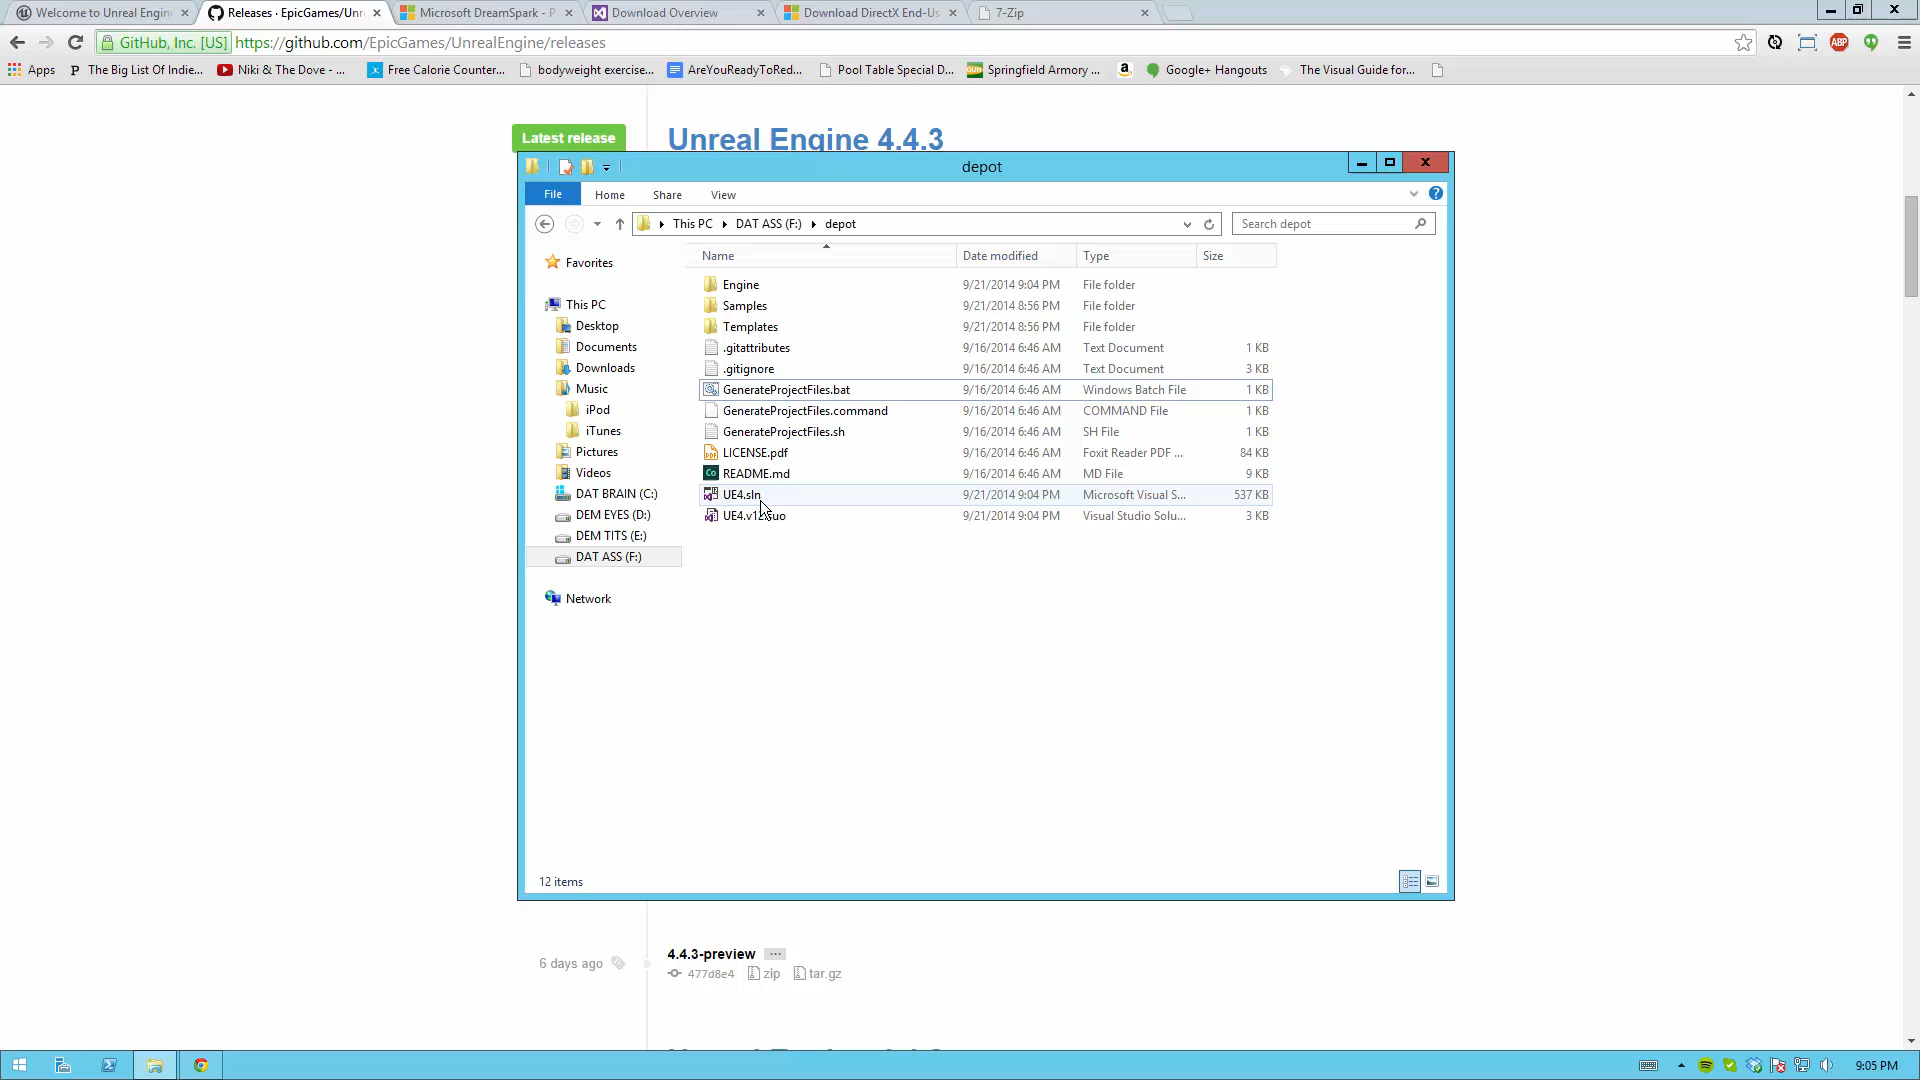 Welcome to Unreal Engin
Releases · EpicGames/Unr
Microsoft DreamSpark - P
Download Overview
Download DirectX End-Us
7-Zip
GitHub, Inc. [US] https://github.com/EpicGames/UnrealEngine/releases
ABP
Apps
The Big List Of Indie...
Niki & The Dove - ...
Free Calorie Counter...
bodyweight exercise...
AreYouReadyToRed...
Pool Table Special D...
Springfield Armory ...
Google+ Hangouts
The Visual Guide for...
Latest release
Unreal Engine 4.4.3
depot
File
Home
Share
View
This PC
DAT ASS (F:)
depot
Search depot
Name
Date modified
Type
Size
Favorites
This PC
Desktop
Documents
Downloads
Music
iPod
iTunes
Pictures
Videos
DAT BRAIN (C:)
DEM EYES (D:)
DEM TITS (E:)
DAT ASS (F:)
Network
Engine 9/21/2014 9:04 PM File folder
Samples 9/21/2014 8:56 PM File folder
Templates 9/21/2014 8:56 PM File folder
.gitattributes 9/16/2014 6:46 AM Text Document 1 KB
.gitignore 9/16/2014 6:46 AM Text Document 3 KB
GenerateProjectFiles.bat 9/16/2014 6:46 AM Windows Batch File 1 KB
GenerateProjectFiles.command 9/16/2014 6:46 AM COMMAND File 1 KB
GenerateProjectFiles.sh 9/16/2014 6:46 AM SH File 1 KB
LICENSE.pdf 9/16/2014 6:46 AM Foxit Reader PDF ... 84 KB
README.md 9/16/2014 6:46 AM MD File 9 KB
UE4.sln 9/21/2014 9:04 PM Microsoft Visual S... 537 KB
UE4.v12.suo 9/21/2014 9:04 PM Visual Studio Solu... 3 KB
12 items
6 days ago
4.4.3-preview ...
477d8e4 zip tar.gz
9:05 PM